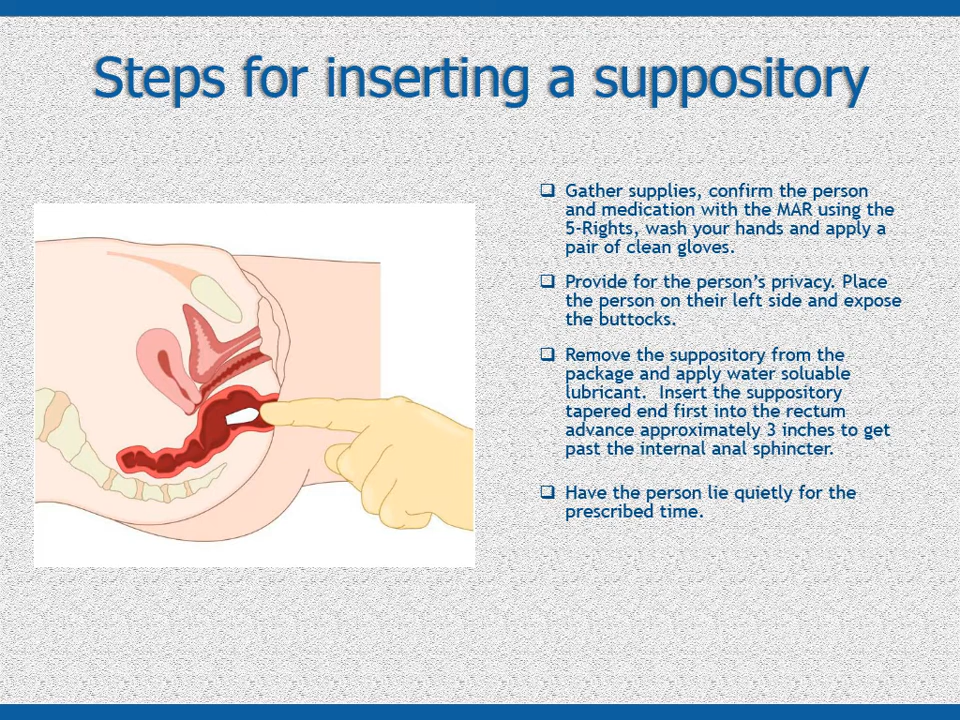 Steps for inserting a suppository
❑ Gather supplies, confirm the person
and medication with the MAR using the
5-Rights, wash your hands and apply a
pair of clean gloves.
❑ Provide for the person’s privacy. Place
the person on their left side and expose
the buttocks.
❑ Remove the suppository from the
package and apply water soluable
lubricant. Insert the suppository
tapered end first into the rectum
advance approximately 3 inches to get
past the internal anal sphincter.
❑ Have the person lie quietly for the
prescribed time.